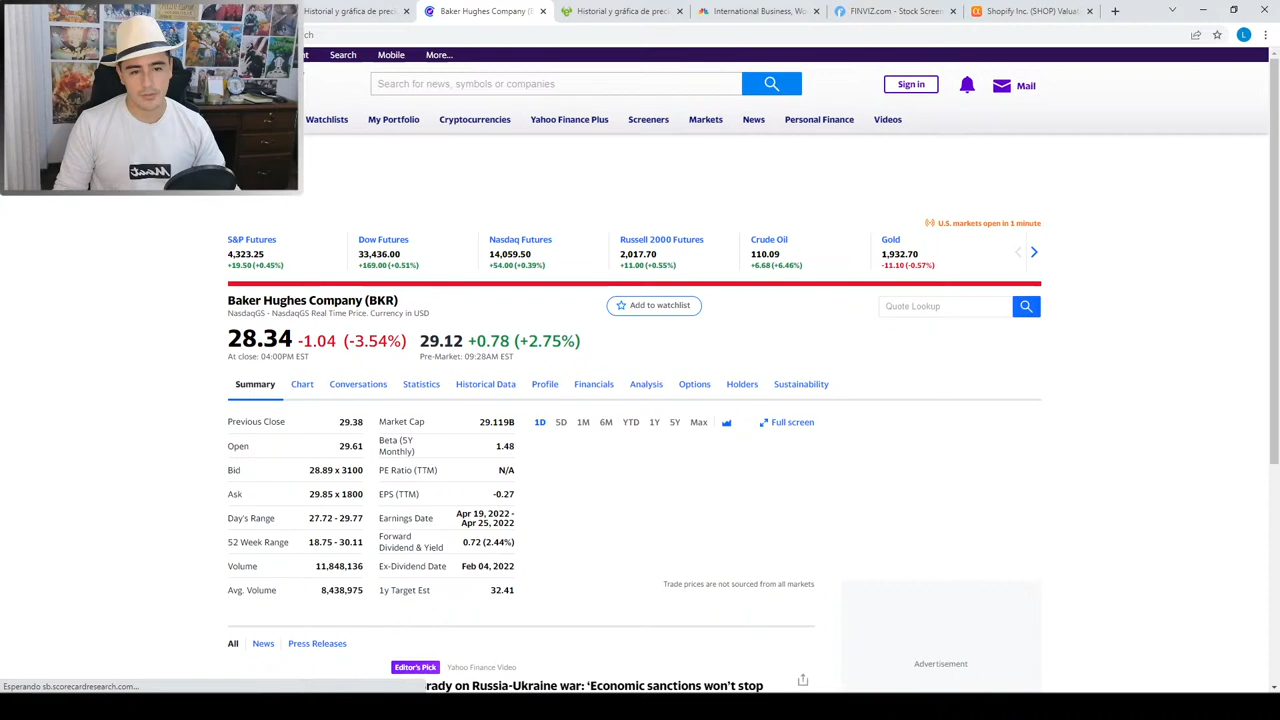 Historial y gráfica de prec
Baker Hughes Company (
Historial y gráfica de preci
International Business, Wo
FINVIZ.com - Stock Screen
Shopify Inc. (SHOP) Valuat
ch
nt Search Mobile More...
Search for news, symbols or companies
Sign in
Mail
Watchlists My Portfolio Cryptocurrencies Yahoo Finance Plus Screeners Markets News Personal Finance Videos
U.S. markets open in 1 minute
S&P Futures Dow Futures Nasdaq Futures Russell 2000 Futures Crude Oil Gold
4,323.25 33,436.00 14,059.50 2,017.70 110.09 1,932.70
+19.50 (+0.45%) +169.00 (+0.51%) +54.00 (+0.39%) +11.00 (+0.55%) +6.68 (+6.46%) -11.10 (-0.57%)
Baker Hughes Company (BKR)
NasdaqGS - NasdaqGS Real Time Price. Currency in USD
Add to watchlist
Quote Lookup
28.34 -1.04 (-3.54%) 29.12 +0.78 (+2.75%)
At close: 04:00PM EST Pre-Market: 09:28AM EST
Summary Chart Conversations Statistics Historical Data Profile Financials Analysis Options Holders Sustainability
Previous Close 29.38
Open 29.61
Bid 28.89 x 3100
Ask 29.85 x 1800
Day's Range 27.72 - 29.77
52 Week Range 18.75 - 30.11
Volume 11,848,136
Avg. Volume 8,438,975
Market Cap 29.119B
Beta (5Y
Monthly) 1.48
PE Ratio (TTM) N/A
EPS (TTM) -0.27
Earnings Date Apr 19, 2022 -
Apr 25, 2022
Forward
Dividend & Yield 0.72 (2.44%)
Ex-Dividend Date Feb 04, 2022
1y Target Est 32.41
1D 5D 1M 6M YTD 1Y 5Y Max Full screen
Trade prices are not sourced from all markets
All News Press Releases
Advertisement
Editor's Pick Yahoo Finance Video
rady on Russia-Ukraine war: 'Economic sanctions won't stop
Esperando sb.scorecardresearch.com...